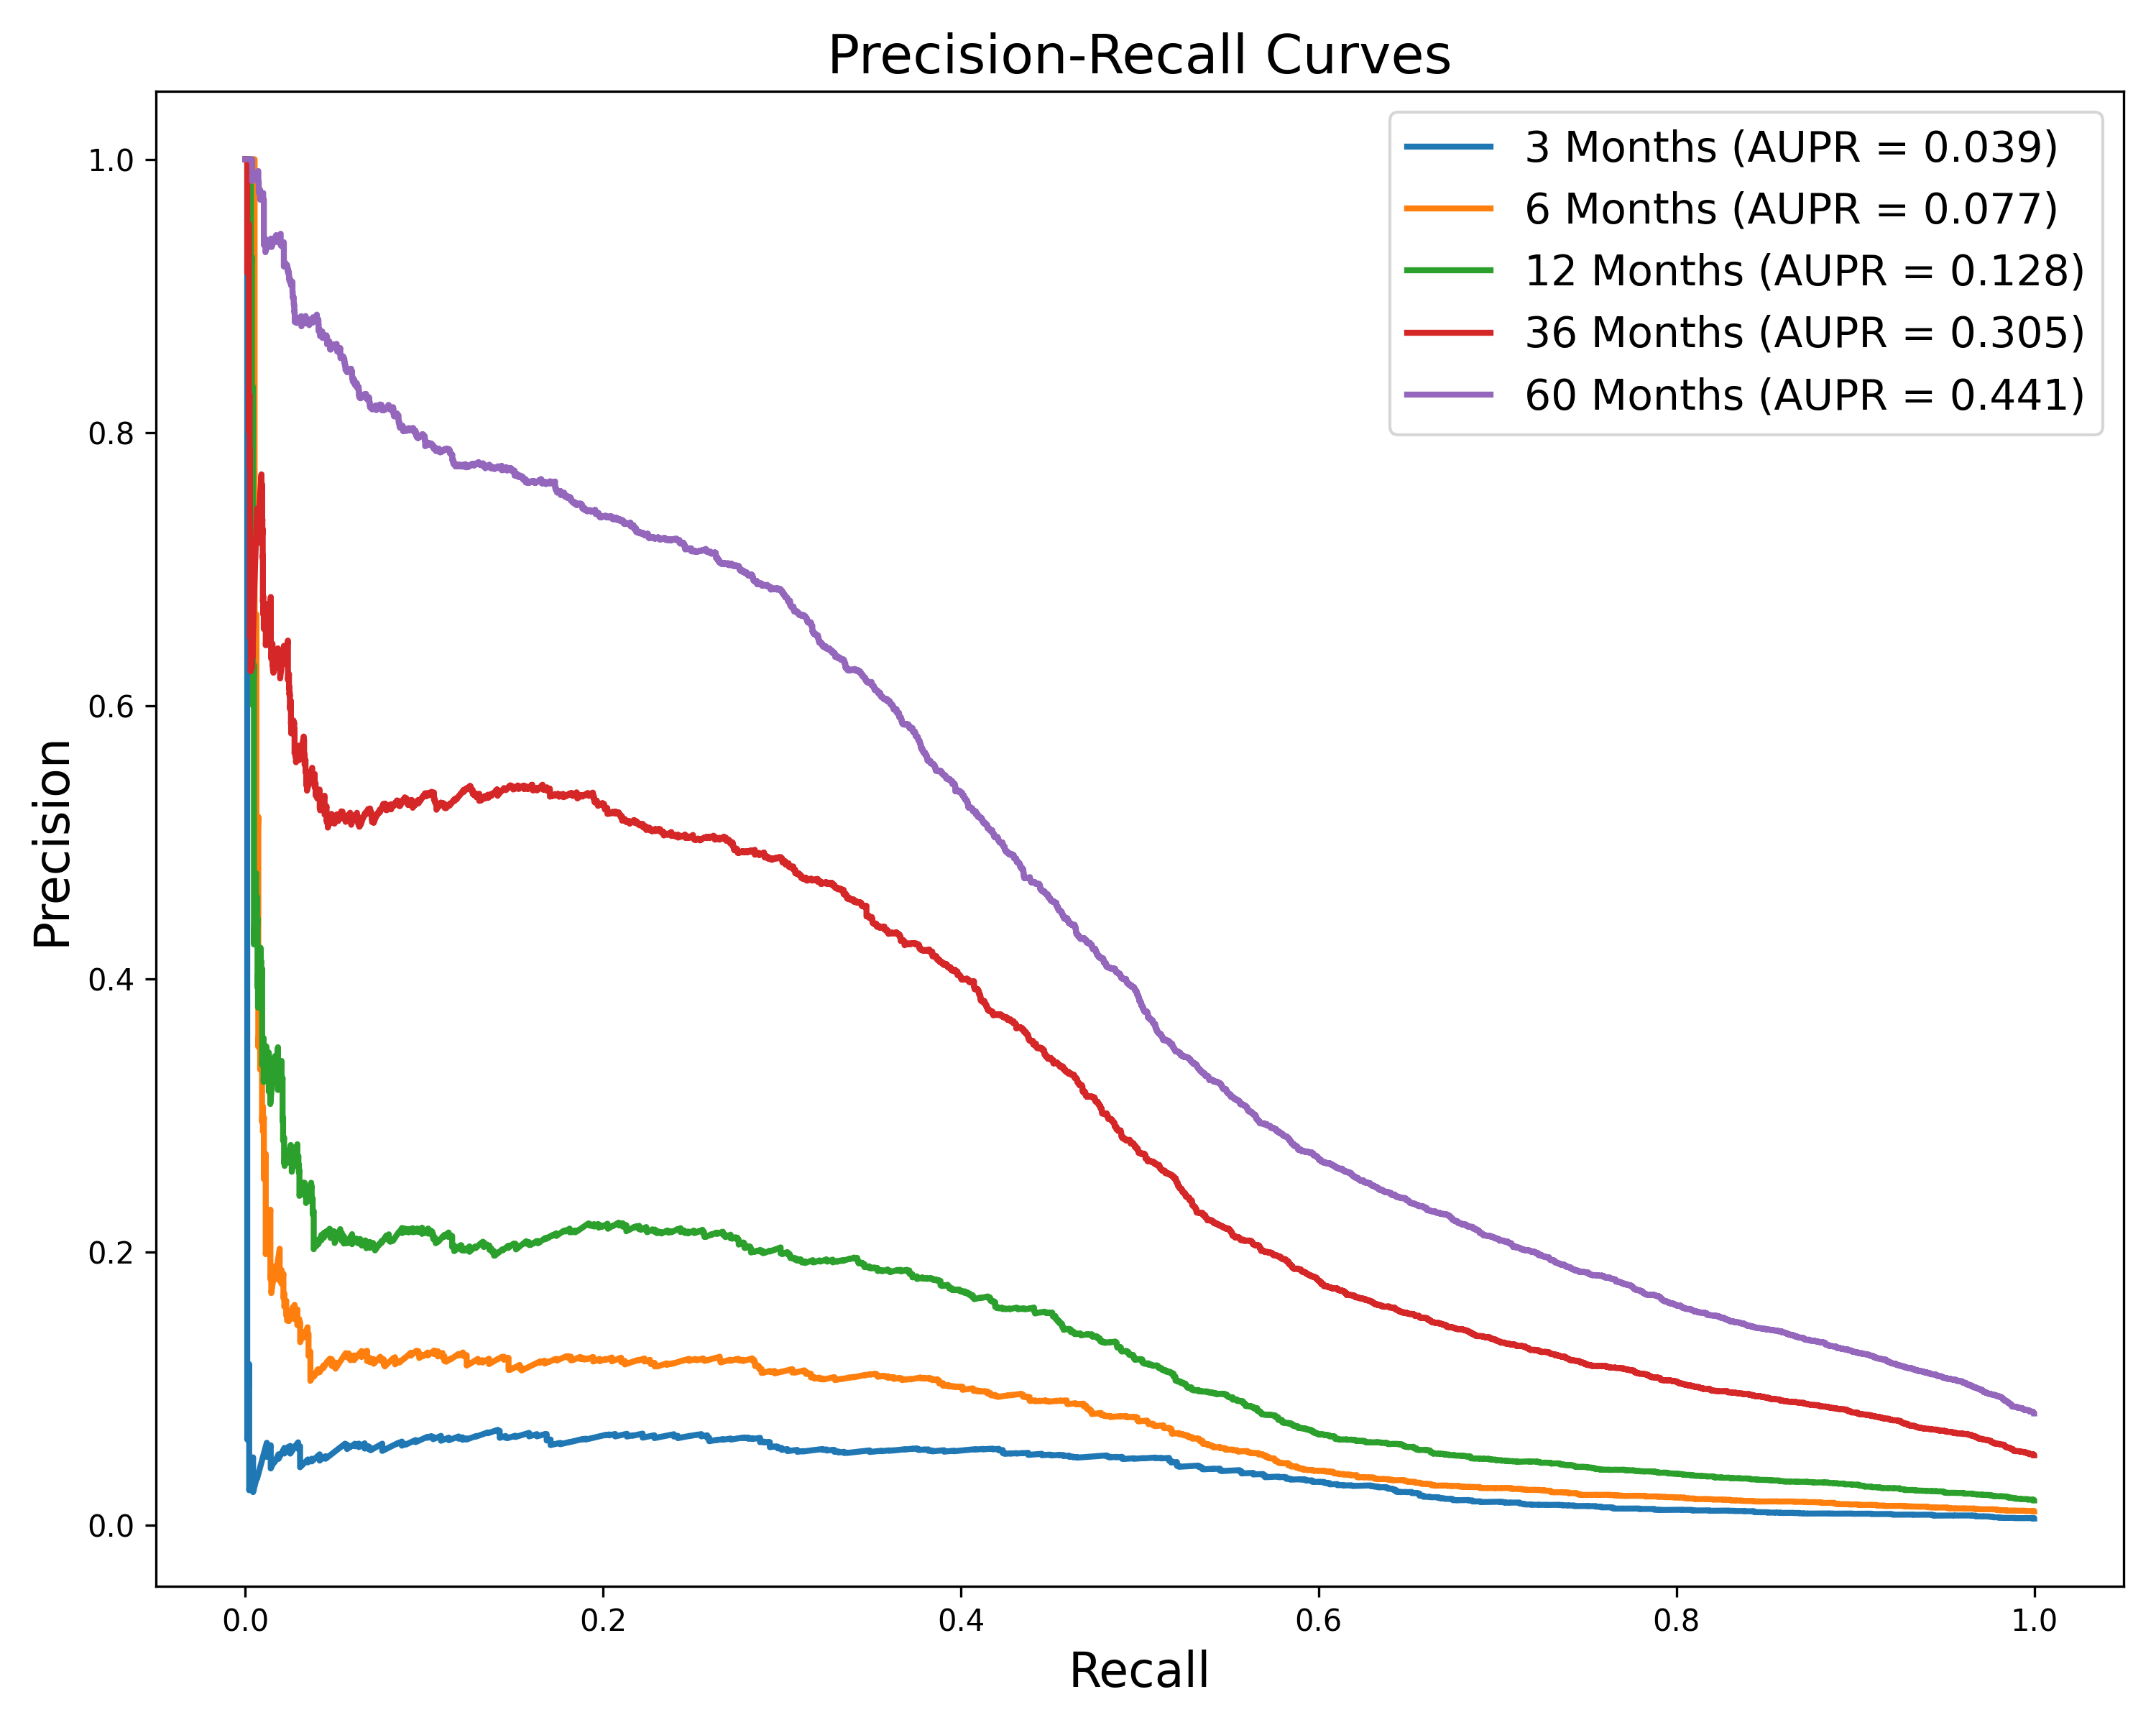 Precision-Recall Curves
3 Months (AUPR = 0.039)
6 Months (AUPR = 0.077)
12 Months (AUPR = 0.128)
36 Months (AUPR = 0.305)
60 Months (AUPR = 0.441)
Precision
1.0
0.8
0.6
0.4
0.2
0.0
0.0 0.2 0.4 0.6 0.8 1.0
Recall